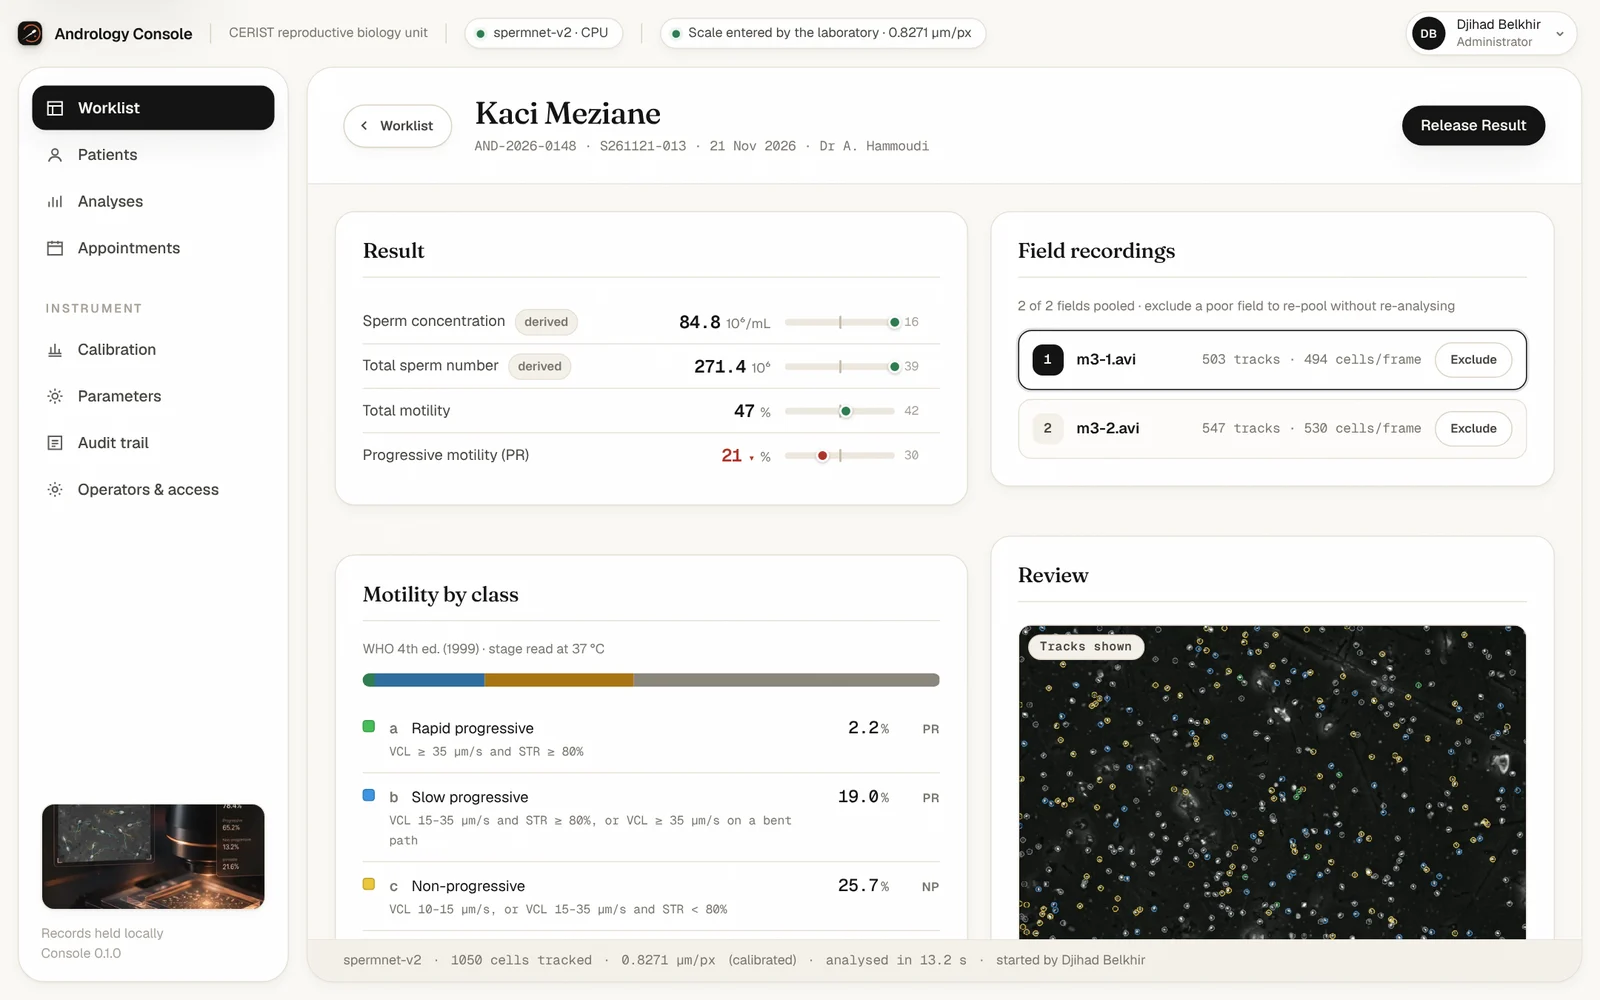 Andrology Console
CERIST reproductive biology unit
spermnet-v2 · CPU
Scale entered by the laboratory · 0.8271 µm/px
DB
Djihad Belkhir
Administrator
Worklist
Patients
Analyses
Appointments
INSTRUMENT
Calibration
Parameters
Audit trail
Operators & access
78.4%
65.2%
13.2%
21.6%
Records held locally
Console 0.1.0
Worklist
Kaci Meziane
AND-2026-0148 · S261121-013 · 21 Nov 2026 · Dr A. Hammoudi
Release Result
Result
Sperm concentration derived 84.8 10⁶/mL 16
Total sperm number derived 271.4 10⁶ 39
Total motility 47 % 42
Progressive motility (PR) 21 ▾ % 30
Motility by class
WHO 4th ed. (1999) · stage read at 37 °C
a Rapid progressive 2.2% PR
VCL ≥ 35 µm/s and STR ≥ 80%
b Slow progressive 19.0% PR
VCL 15–35 µm/s and STR ≥ 80%, or VCL ≥ 35 µm/s on a bent
path
c Non-progressive 25.7% NP
VCL 10–15 µm/s, or VCL 15–35 µm/s and STR < 80%
Field recordings
2 of 2 fields pooled · exclude a poor field to re-pool without re-analysing
1 m3-1.avi 503 tracks · 494 cells/frame Exclude
2 m3-2.avi 547 tracks · 530 cells/frame Exclude
Review
Tracks shown
spermnet-v2 · 1050 cells tracked · 0.8271 µm/px (calibrated) · analysed in 13.2 s · started by Djihad Belkhir